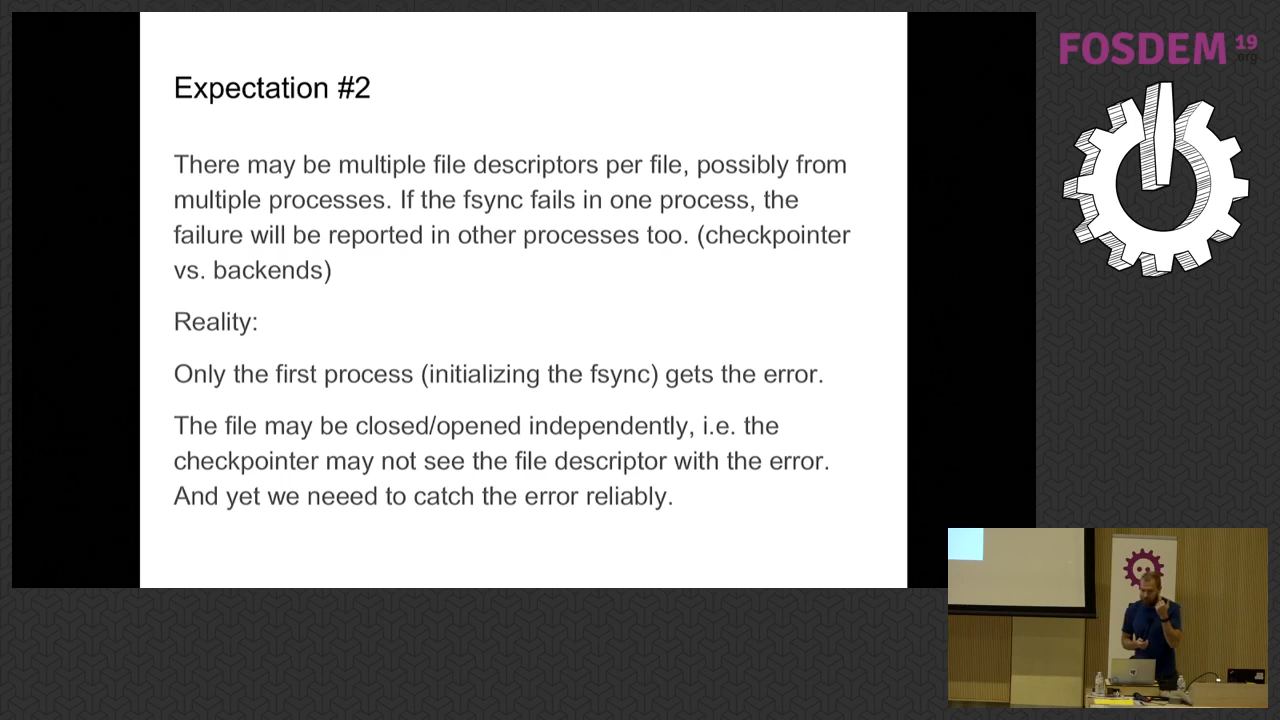 Expectation #2
There may be multiple file descriptors per file, possibly from
multiple processes. If the fsync fails in one process, the
failure will be reported in other processes too. (checkpointer
vs. backends)
Reality:
Only the first process (initializing the fsync) gets the error.
The file may be closed/opened independently, i.e. the
checkpointer may not see the file descriptor with the error.
And yet we neeed to catch the error reliably.
FOSDEM 19
.org